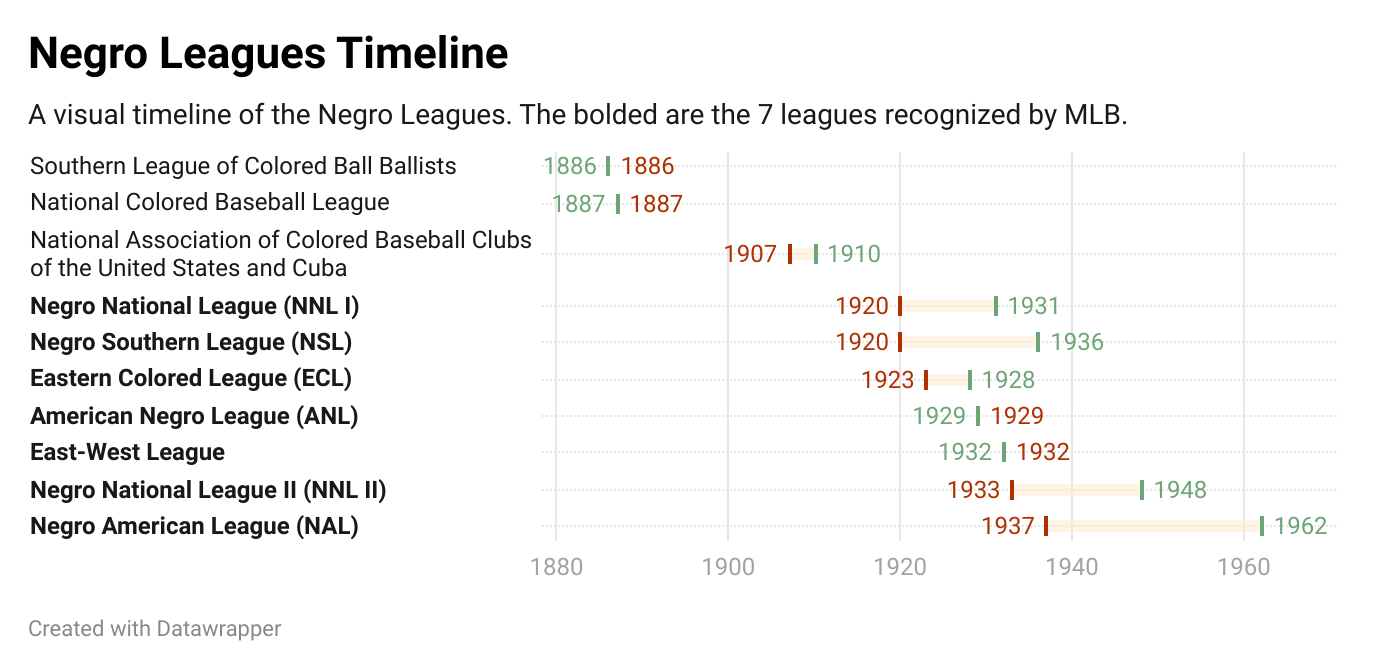 Negro Leagues Timeline
A visual timeline of the Negro Leagues. The bolded are the 7 leagues recognized by MLB.
Southern League of Colored Ball Ballists 1886 1886
National Colored Baseball League 1887 1887
National Association of Colored Baseball Clubs
of the United States and Cuba 1907 1910
Negro National League (NNL I) 1920 1931
Negro Southern League (NSL) 1920 1936
Eastern Colored League (ECL) 1923 1928
American Negro League (ANL) 1929 1929
East-West League 1932 1932
Negro National League II (NNL II) 1933 1948
Negro American League (NAL) 1937 1962
1880 1900 1920 1940 1960
Created with Datawrapper